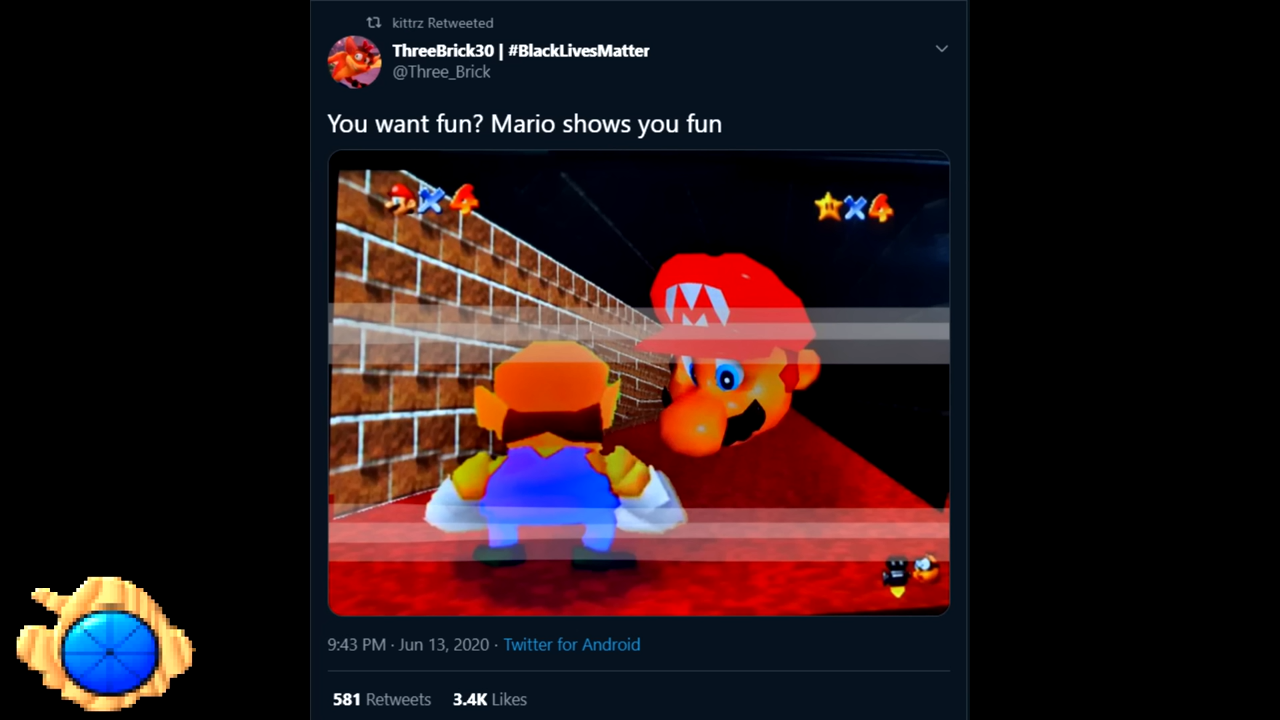 kittrz Retweeted
ThreeBrick30 | #BlackLivesMatter
@Three_Brick
You want fun? Mario shows you fun
x 4
x 4
M
9:43 PM · Jun 13, 2020 · Twitter for Android
581 Retweets 3.4K Likes